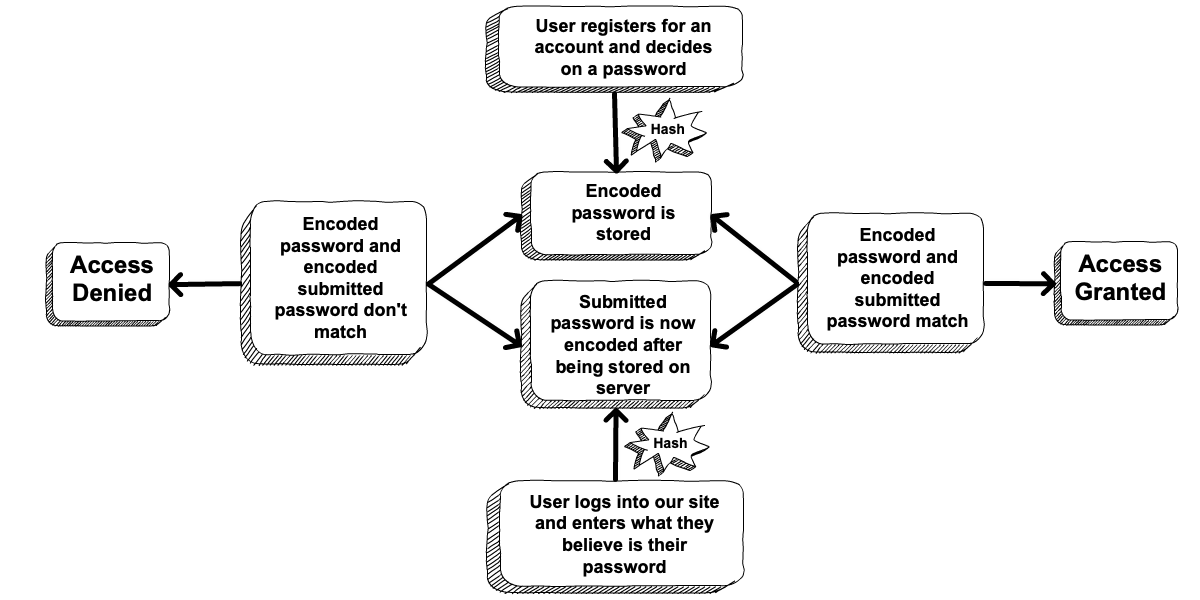 User registers for an
account and decides
on a password
Hash
Encoded
password is
stored
Encoded
password and
encoded
submitted
password don't
match
Access
Denied
Encoded
password and
encoded
submitted
password match
Access
Granted
Submitted
password is now
encoded after
being stored on
server
Hash
User logs into our site
and enters what they
believe is their
password